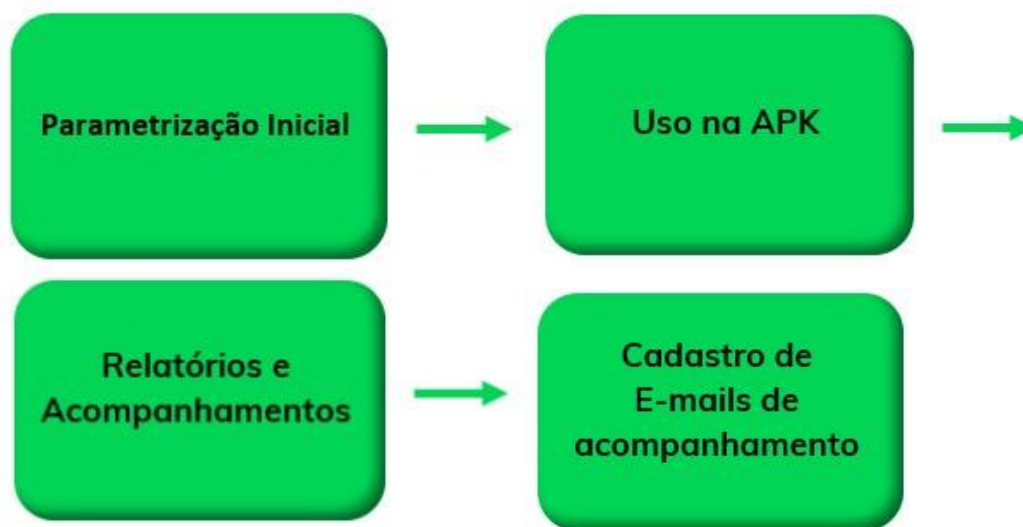 Parametrização Inicial
Uso na APK
Relatórios e
Acompanhamentos
Cadastro de
E-mails de
acompanhamento